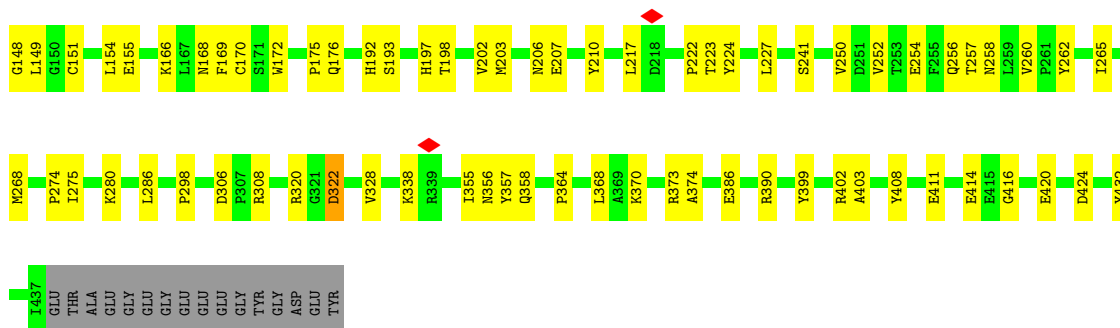 G148 L149 G150 C151 L154 E155 K166 L167 N168 F169 C170 S171 W172 P175 Q176 H192 S193 H197 T198 V202 M203 N206 E207 Y210 L217 D218 P222 T223 Y224 L227 S241 V250 D251 V252 T253 E254 F255 Q256 T257 N258 L259 V260 P261 Y262 I265
M268 P274 I275 K280 L286 P298 D306 P307 R308 R320 G321 D322 V328 K338 R339 I355 N356 Y357 Q358 P364 L368 A369 K370 R373 A374 E386 R390 Y399 R402 A403 Y408 E411 E414 E415 G416 E420 D424 Y432
I437 GLU THR ALA GLU GLY GLU GLY GLU GLU GLU GLY TYR GLY ASP GLU TYR